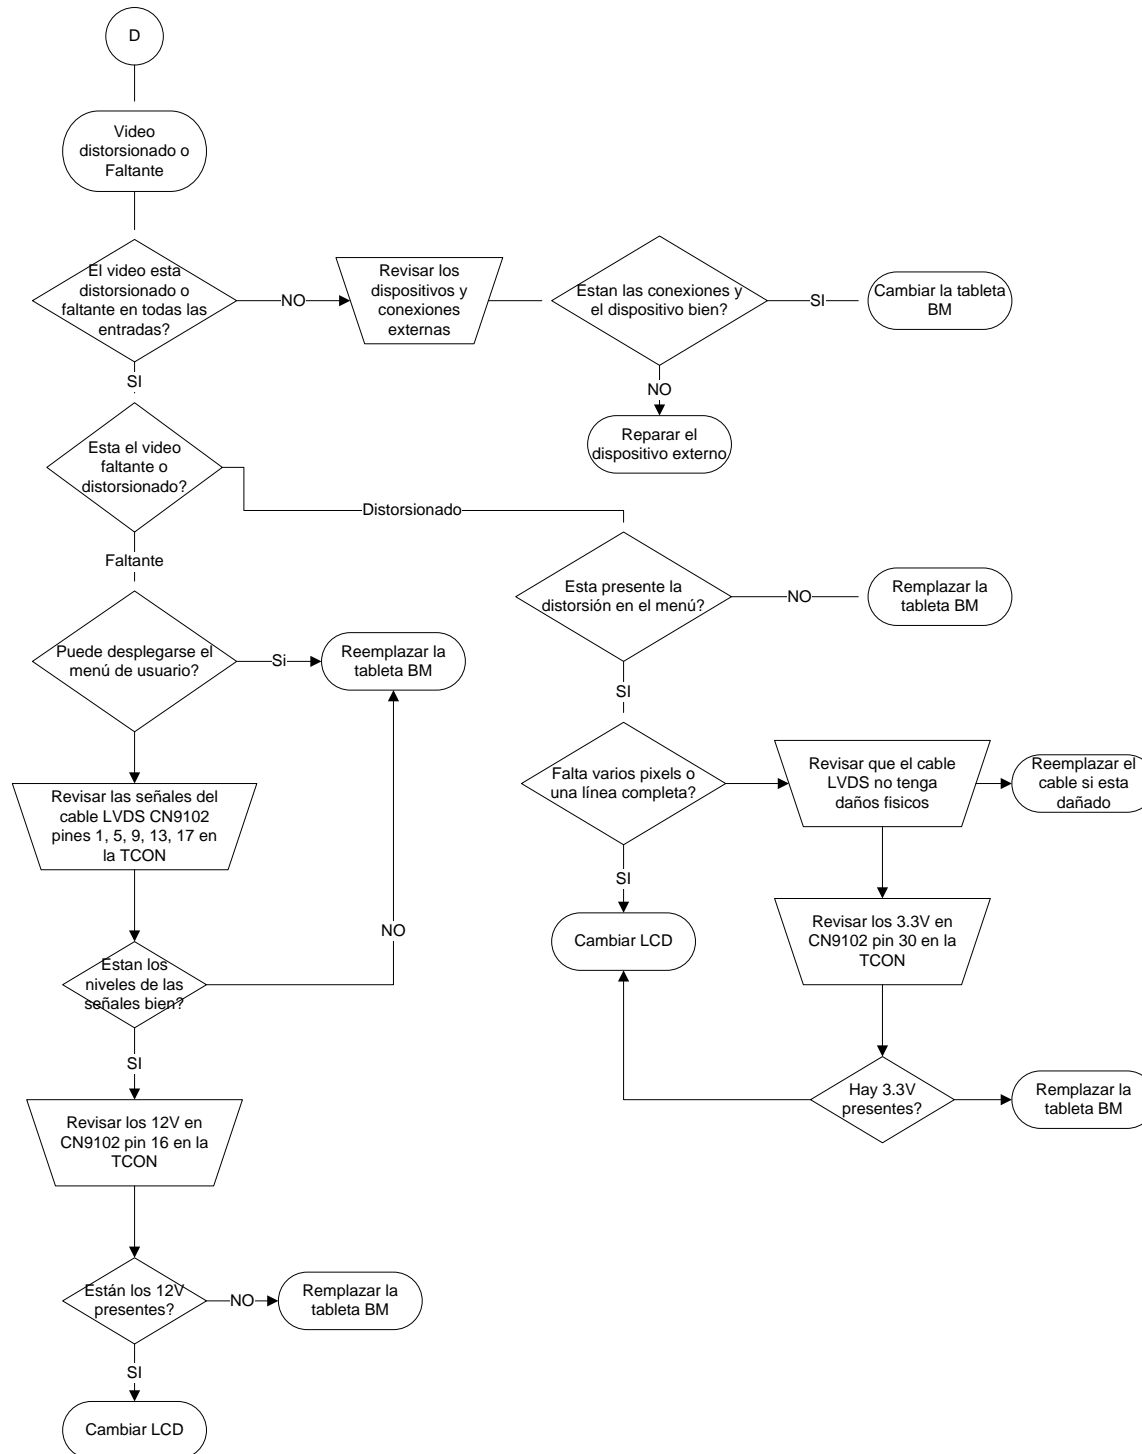 D
Video
distorsionado o
Faltante
El video esta
distorsionado o
faltante en todas las
entradas?
NO
Revisar los
dispositivos y
conexiones
externas
Estan las conexiones y
el dispositivo bien?
SI
Cambiar la tableta
BM
SI
NO
Reparar el
dispositivo externo
Esta el video
faltante o
distorsionado?
Distorsionado
Faltante
Esta presente la
distorsión en el menú?
NO
Remplazar la
tableta BM
Puede desplegarse el
menú de usuario?
Si
Reemplazar la
tableta BM
SI
Falta varios pixels o
una línea completa?
Revisar que el cable
LVDS no tenga
daños fisicos
Reemplazar el
cable si esta
dañado
Revisar las señales del
cable LVDS CN9102
pines 1, 5, 9, 13, 17 en
la TCON
SI
NO
Cambiar LCD
Revisar los 3.3V en
CN9102 pin 30 en la
TCON
Estan los
niveles de las
señales bien?
SI
Hay 3.3V
presentes?
Remplazar la
tableta BM
Revisar los 12V en
CN9102 pin 16 en la
TCON
Están los 12V
presentes?
NO
Remplazar la
tableta BM
SI
Cambiar LCD